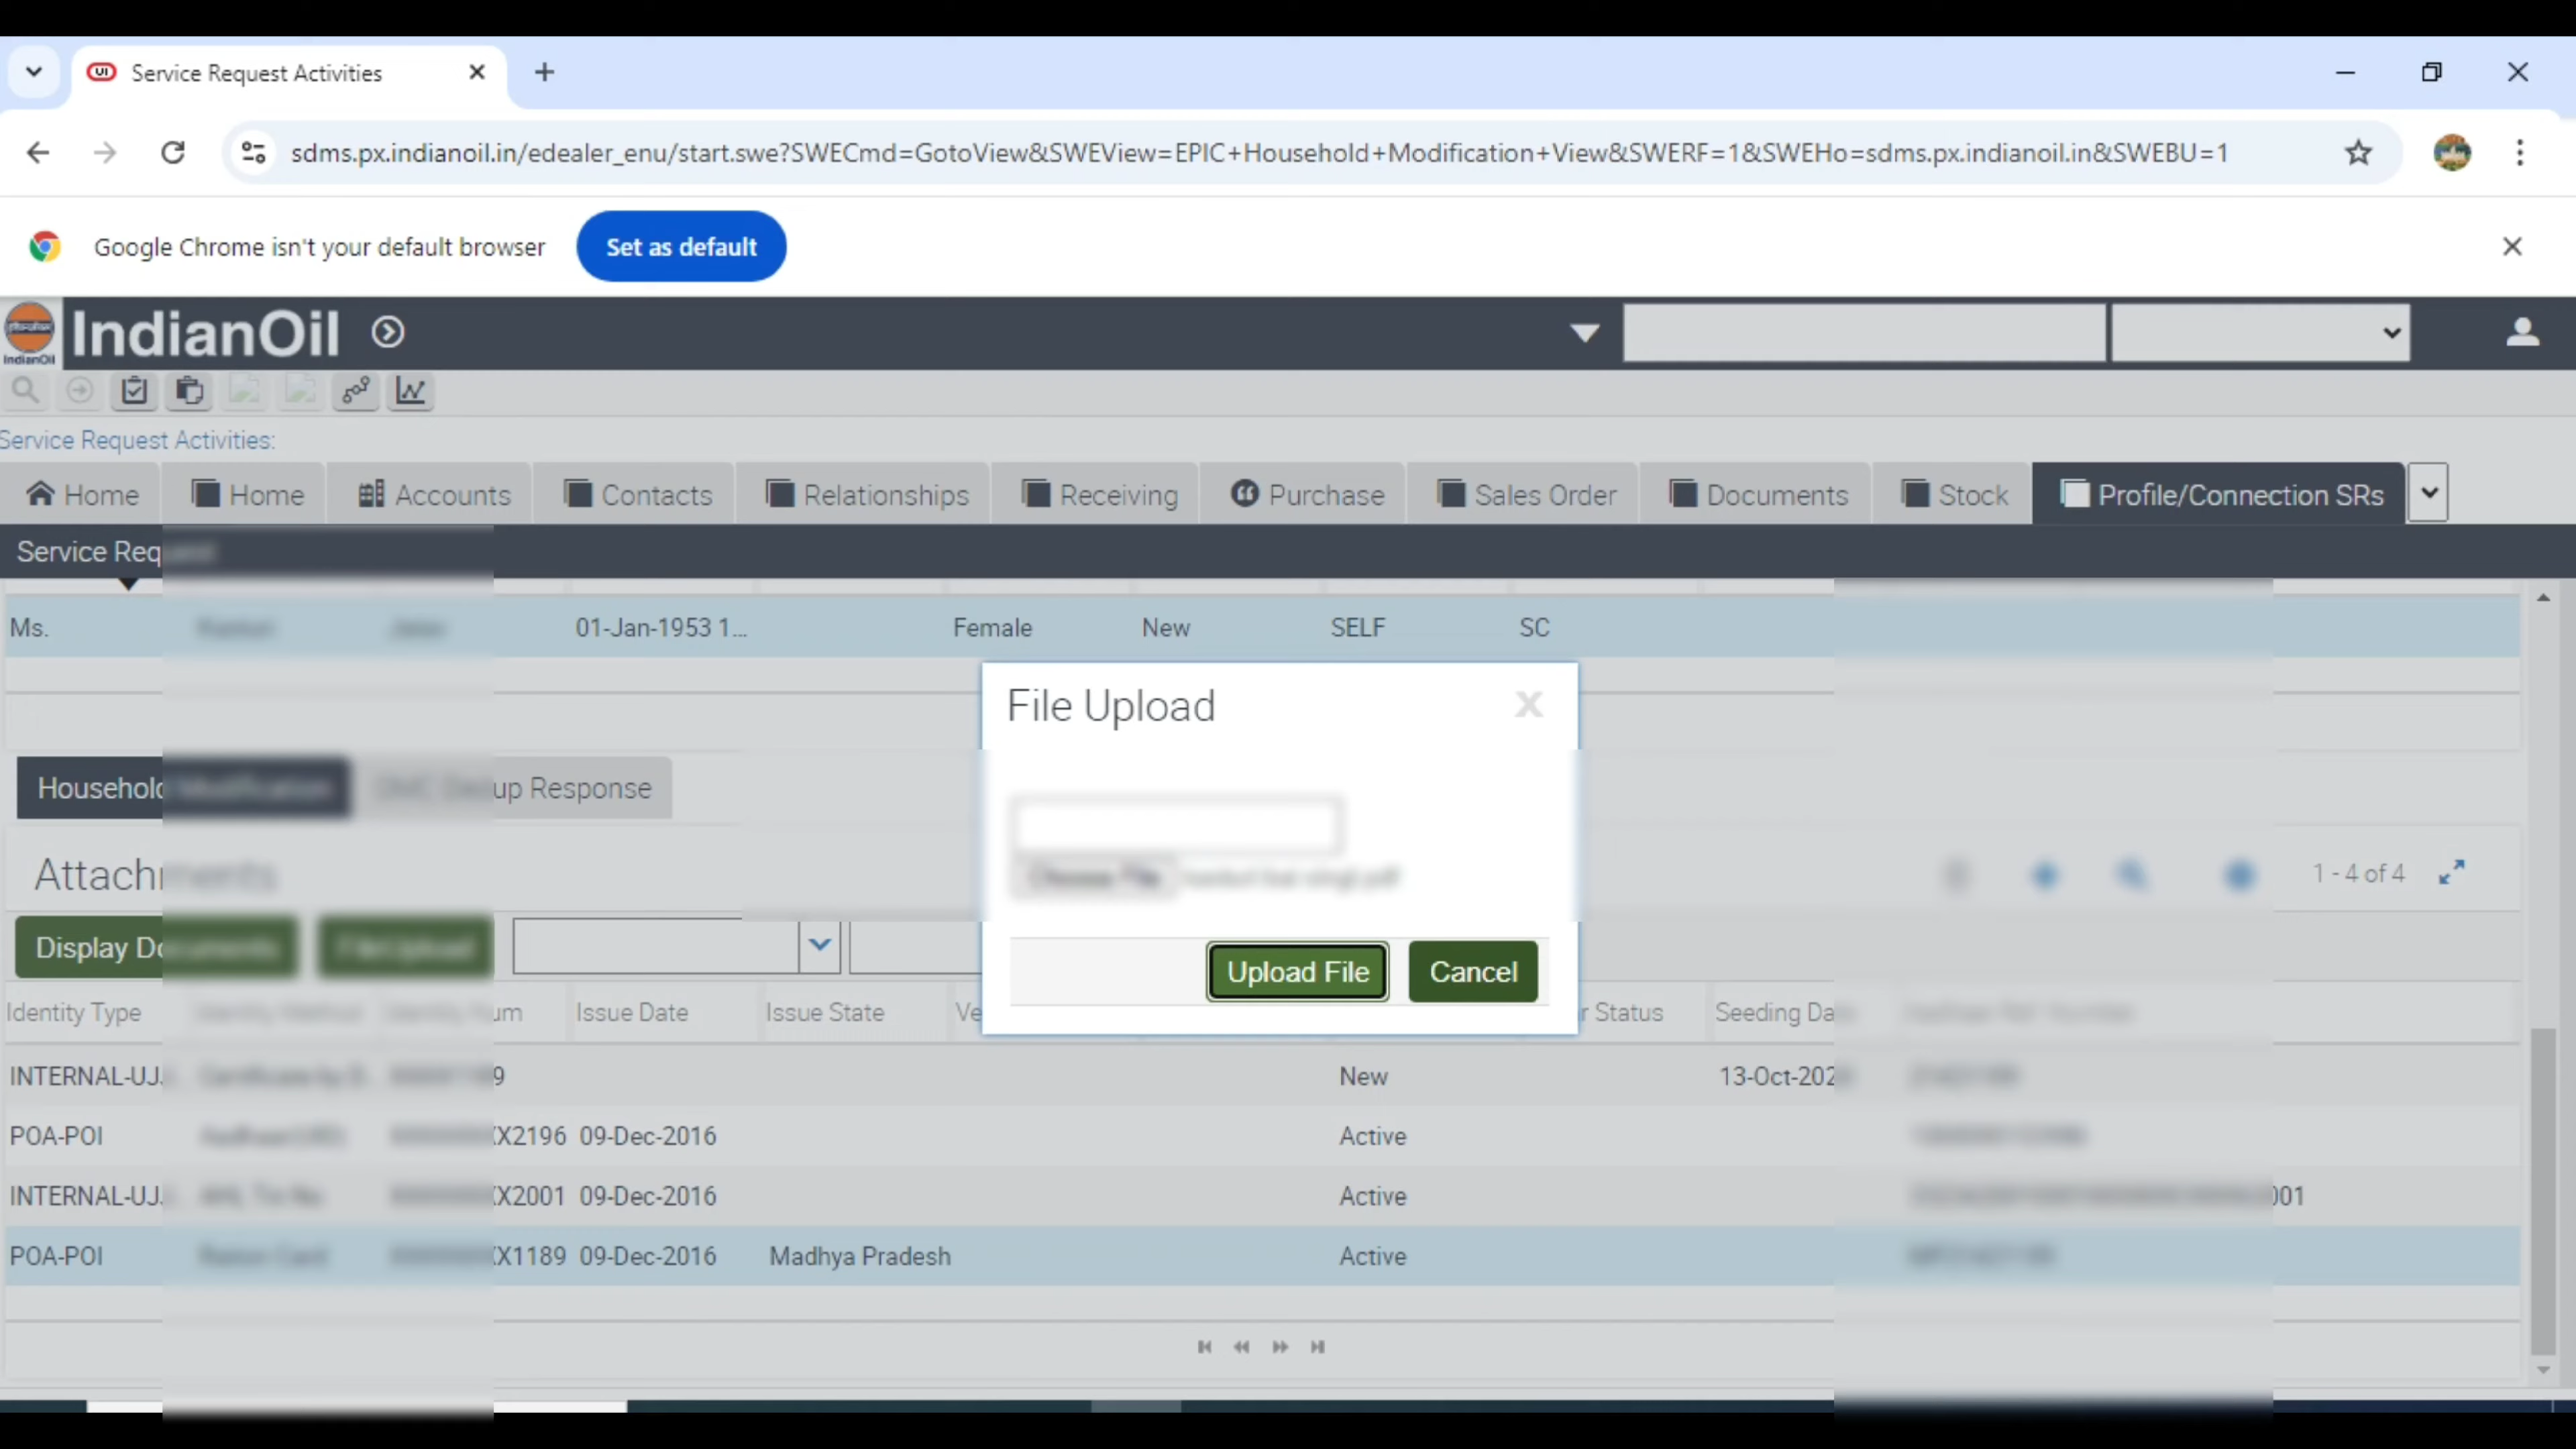 Service Request Activities
sdms.px.indianoil.in/edealer_enu/start.swe?SWECmd=GotoView&SWEView=EPIC+Household+Modification+View&SWERF=1&SWEHo=sdms.px.indianoil.in&SWEBU=1
Google Chrome isn't your default browser Set as default
IndianOil IndianOil
Service Request Activities:
Home Home Accounts Contacts Relationships Receiving Purchase Sales Order Documents Stock Profile/Connection SRs
Service Req
Ms. 01-Jan-1953 1... Female New SELF SC
File Upload
Household up Response
Attach 1 - 4 of 4
Display Upload File Cancel
Identity Type Issue Date Issue State Status Seeding Da
INTERNAL-UJ 9 New 13-Oct-202
POA-POI X2196 09-Dec-2016 Active
INTERNAL-UJ X2001 09-Dec-2016 Active 001
POA-POI X1189 09-Dec-2016 Madhya Pradesh Active